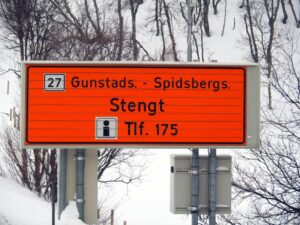 27 Gunstads. - Spidsbergs.
Stengt
i Tlf. 175